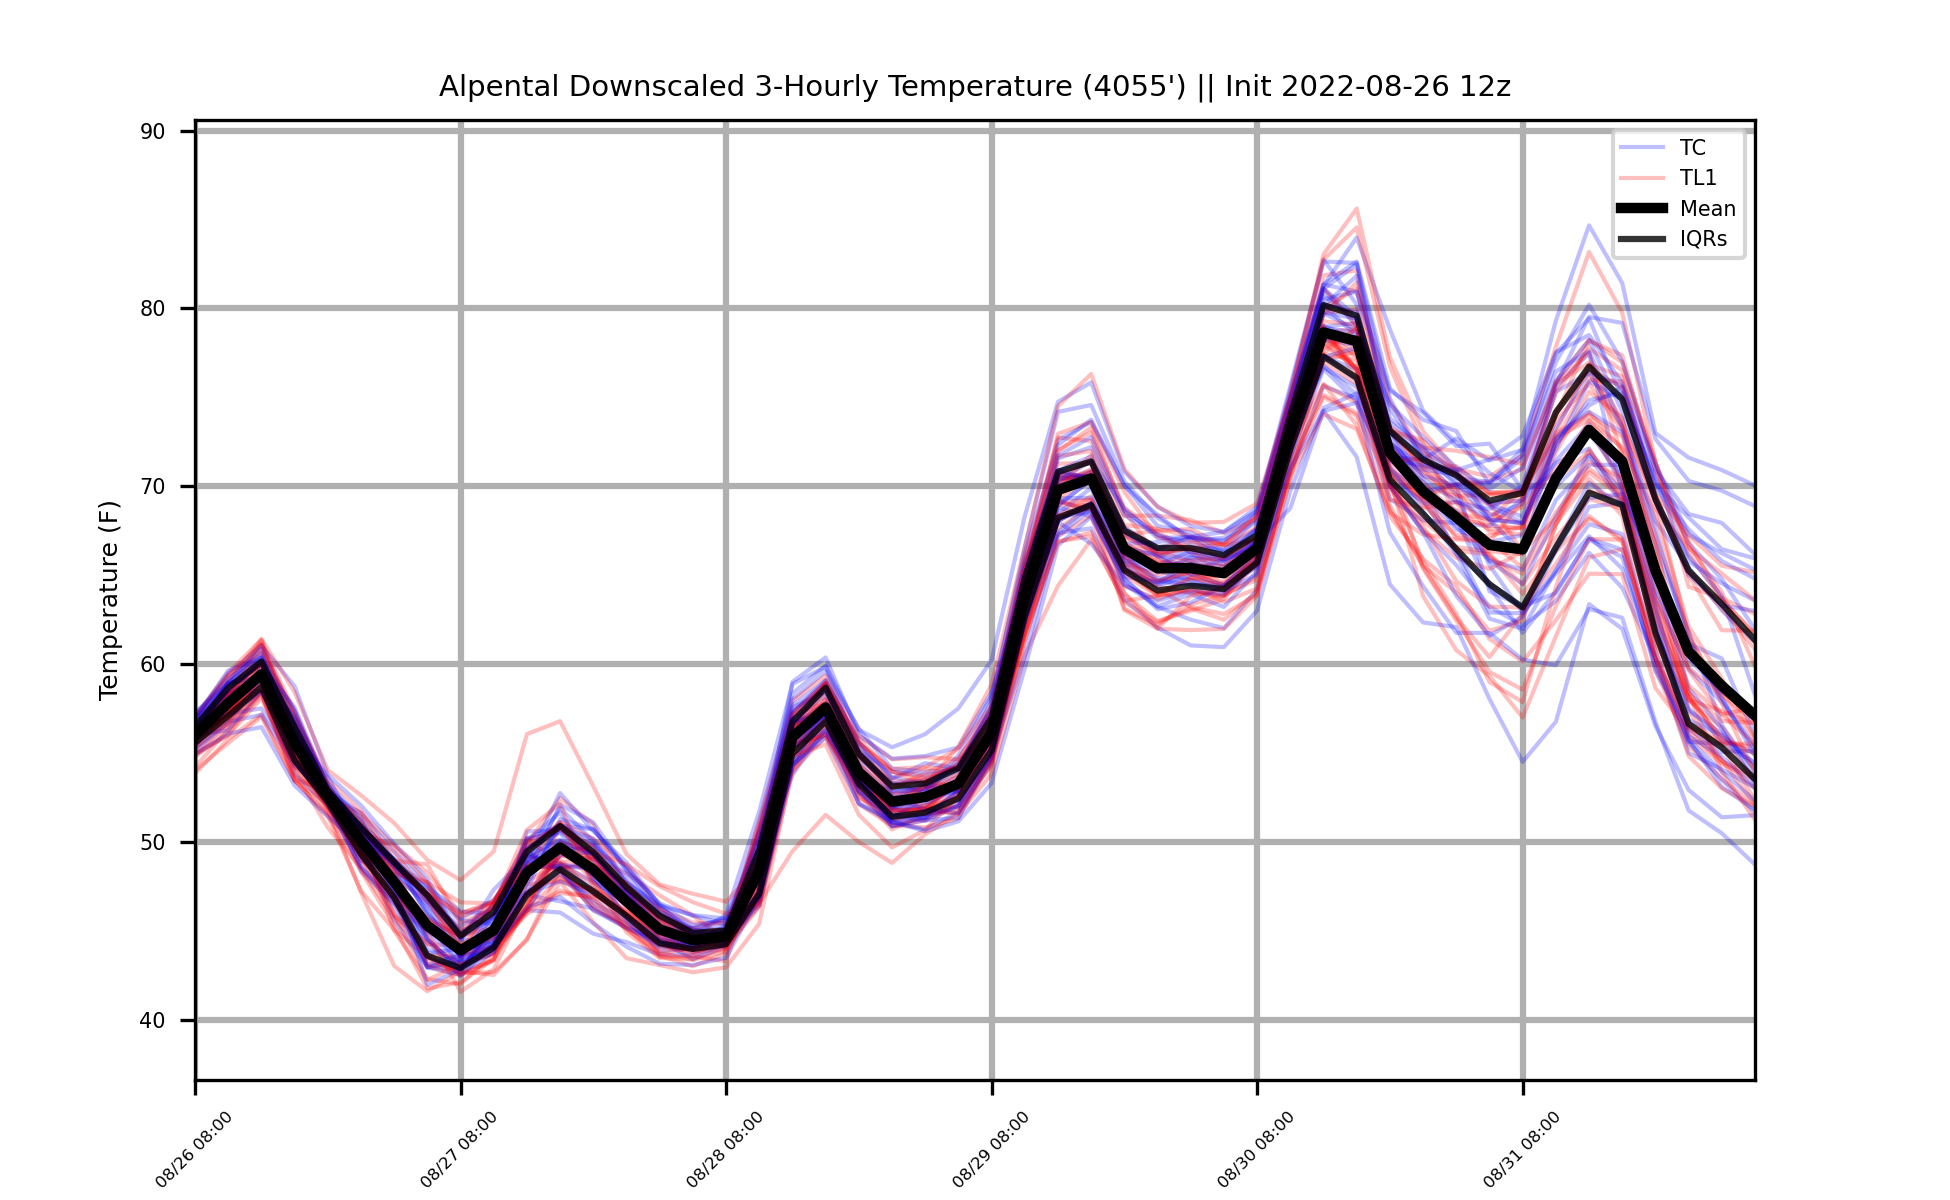 Alpental Downscaled 3-Hourly Temperature (4055') || Init 2022-08-26 12z
TC
TL1
Mean
IQRs
Temperature (F)
90
80
70
60
50
40
08/26 08:00
08/27 08:00
08/28 08:00
08/29 08:00
08/30 08:00
08/31 08:00